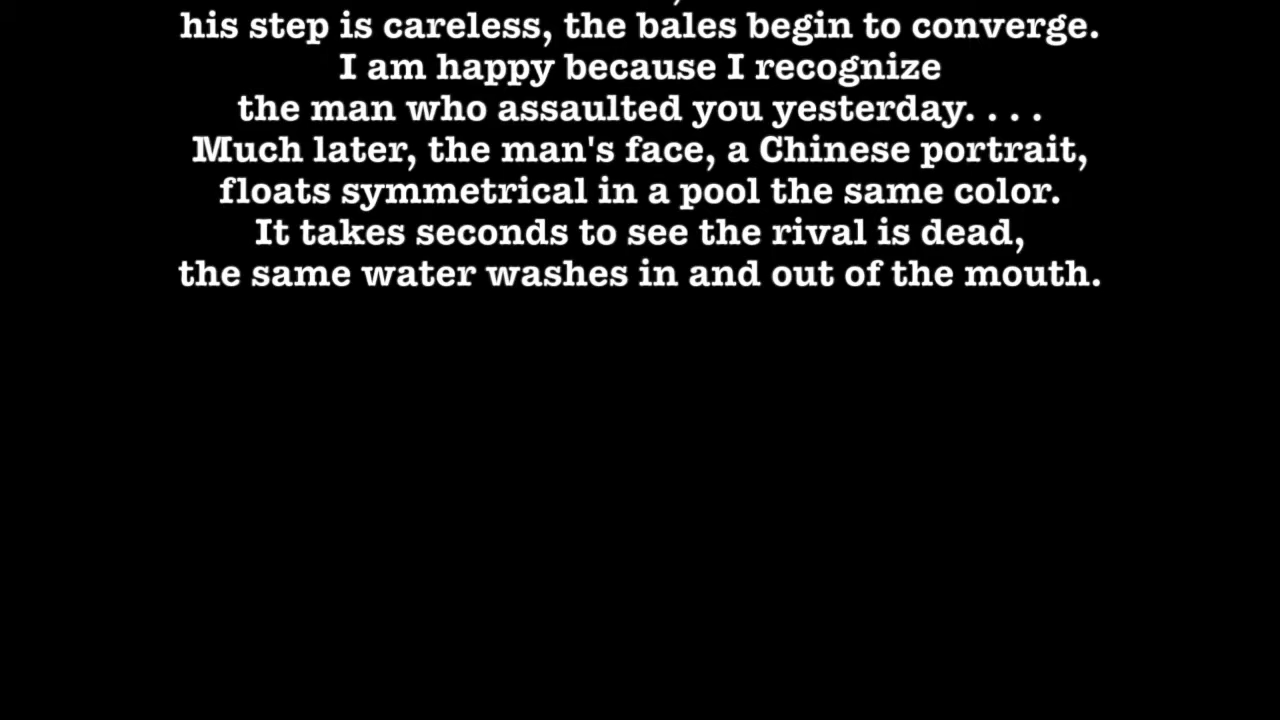 his step is careless, the bales begin to converge.
I am happy because I recognize
the man who assaulted you yesterday. . . .
Much later, the man's face, a Chinese portrait,
floats symmetrical in a pool the same color.
It takes seconds to see the rival is dead,
the same water washes in and out of the mouth.